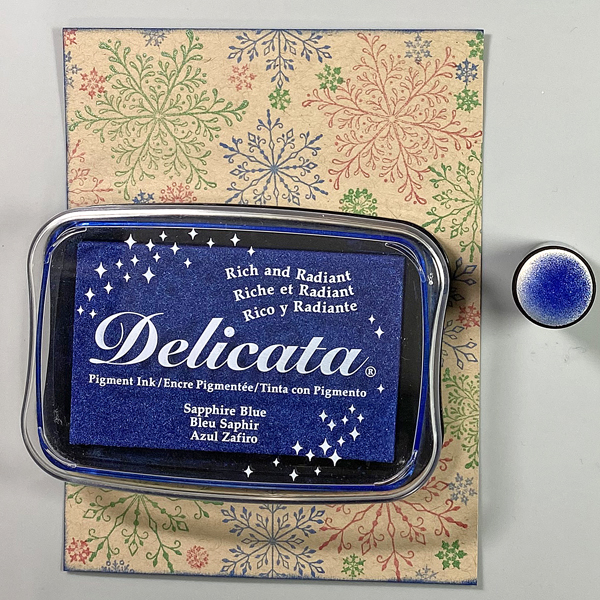 Rich and Radiant
Riche et Radiant
Rico y Radiante
Delicata®
Pigment Ink/Encre Pigmentée/Tinta con Pigmento
Sapphire Blue
Bleu Saphir
Azul Zafiro